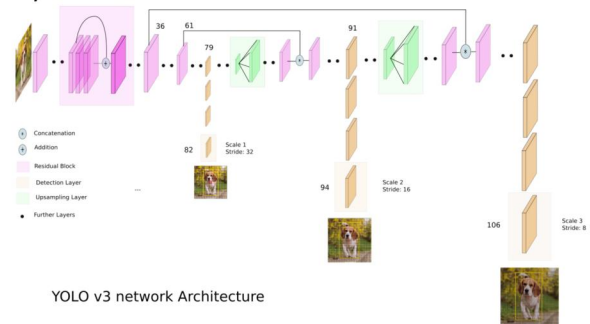 36
61
79
91
Concatenation
Addition
Residual Block
Detection Layer
Upsampling Layer
Further Layers
...
82
Scale 1
Stride: 32
94
Scale 2
Stride: 16
106
Scale 3
Stride: 8
YOLO v3 network Architecture